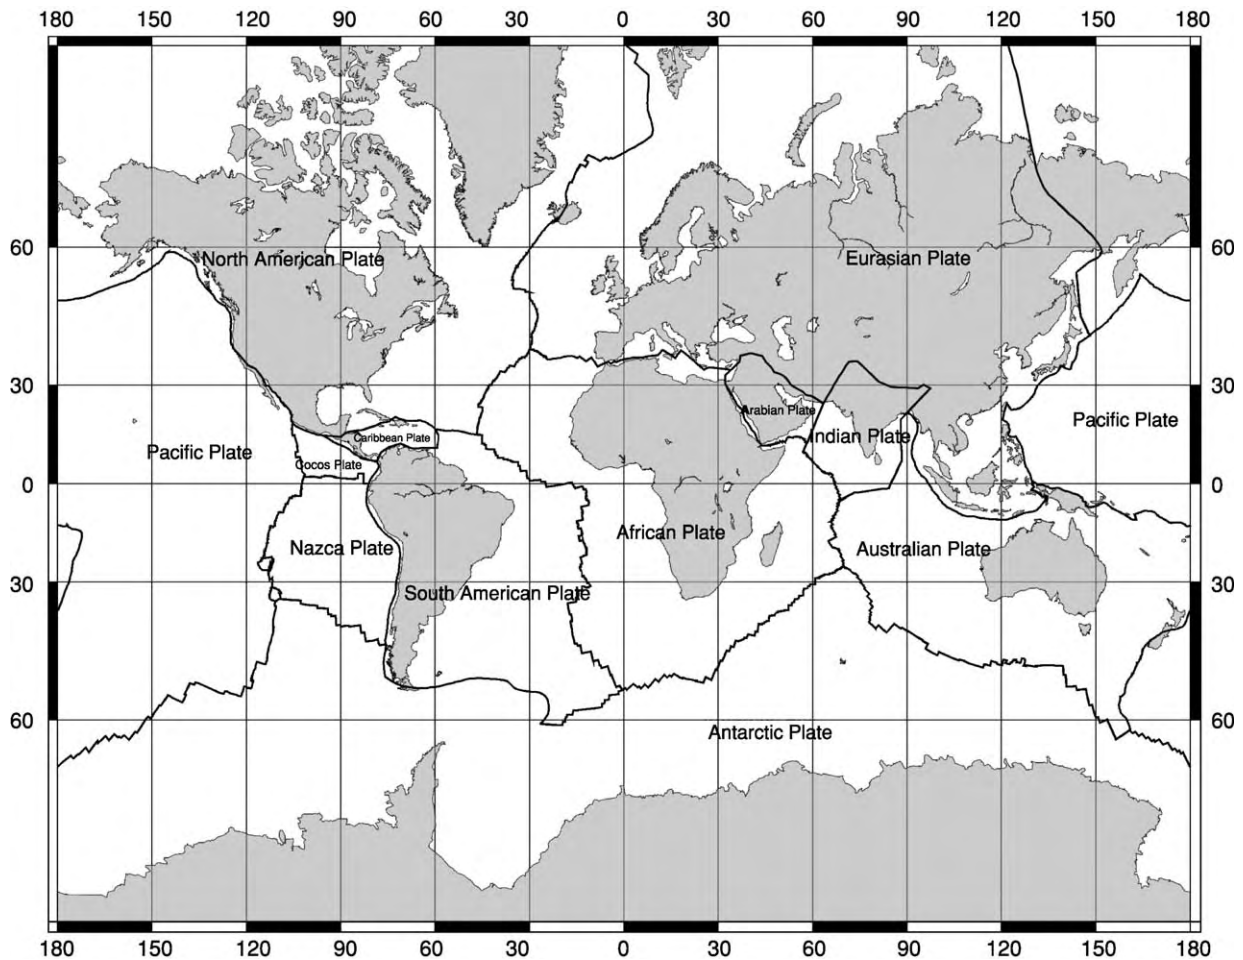 180 150 120 90 60 30 0 30 60 90 120 150 180
60 60
North American Plate Eurasian Plate
30 30
Arabian Plate
Pacific Plate
Indian Plate
Caribbean Plate
Pacific Plate
Cocos Plate
0 0
African Plate
Nazca Plate Australian Plate
30 30
South American Plate
60 60
Antarctic Plate
180 150 120 90 60 30 0 30 60 90 120 150 180